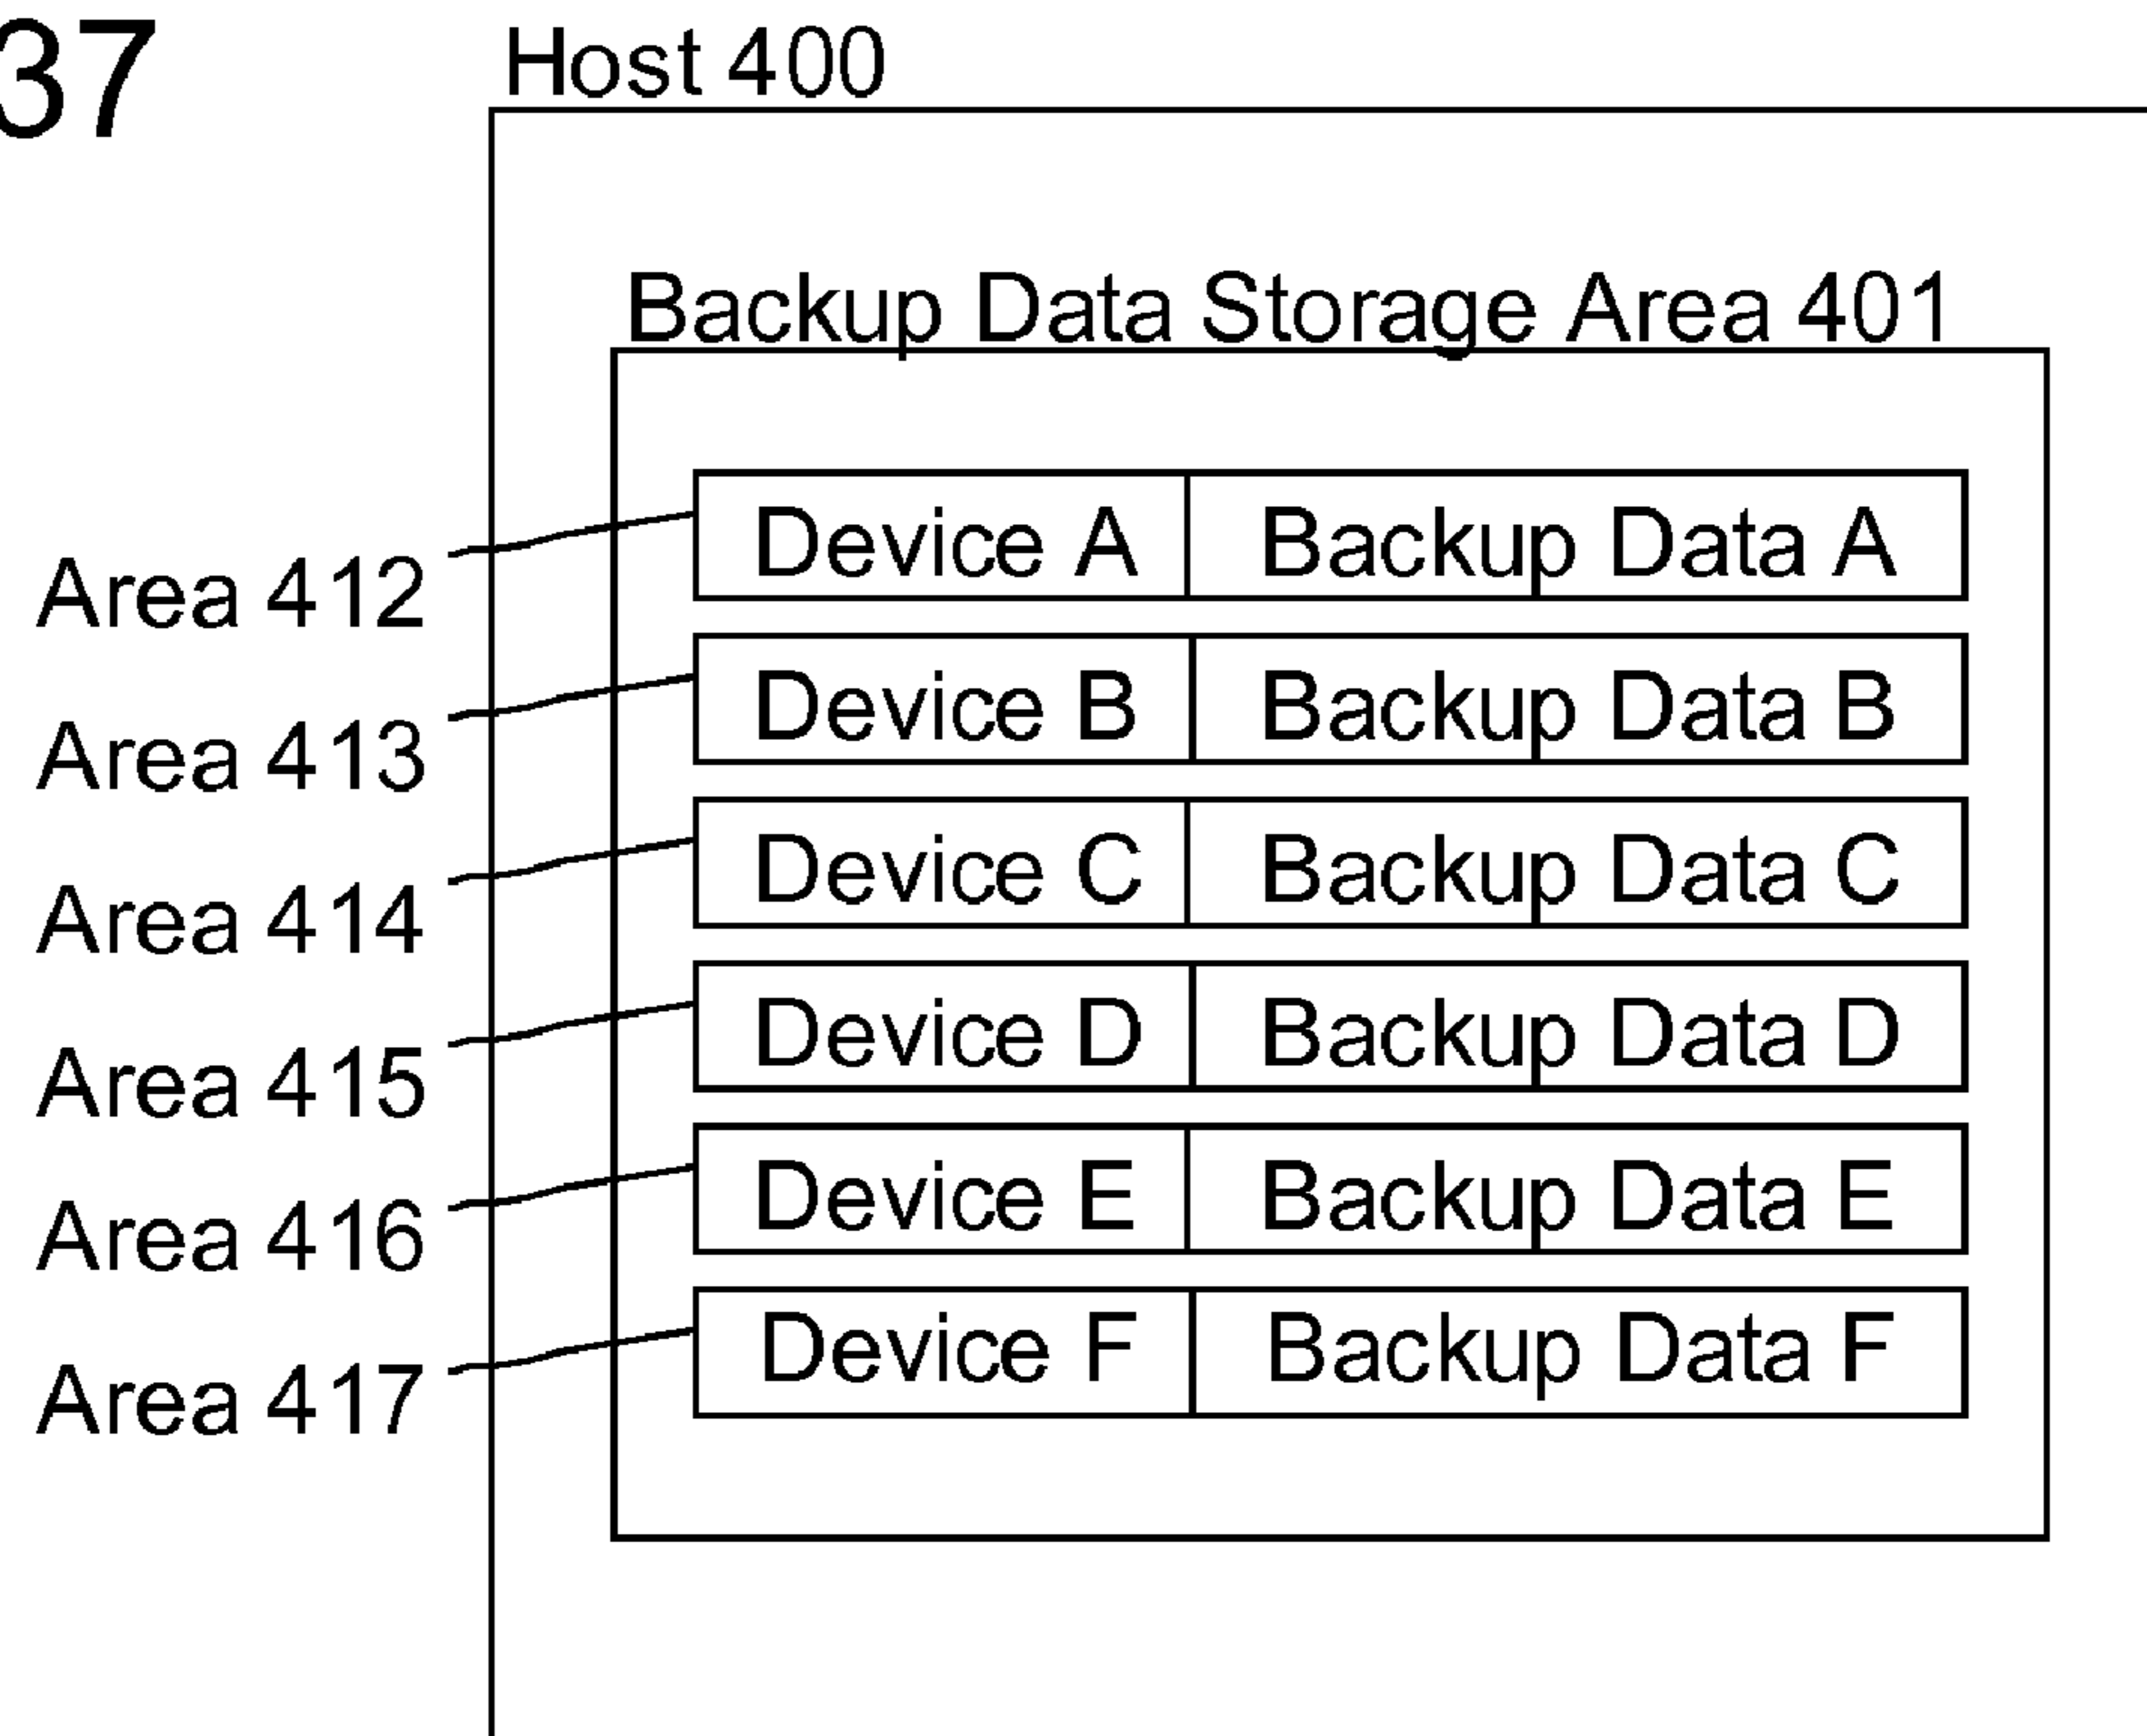 37
Host 400
Backup Data Storage Area 401
Device A Backup Data A
Area 412
Device B Backup Data B
Area 413
Device C Backup Data C
Area 414
Device D Backup Data D
Area 415
Device E Backup Data E
Area 416
Device F Backup Data F
Area 417